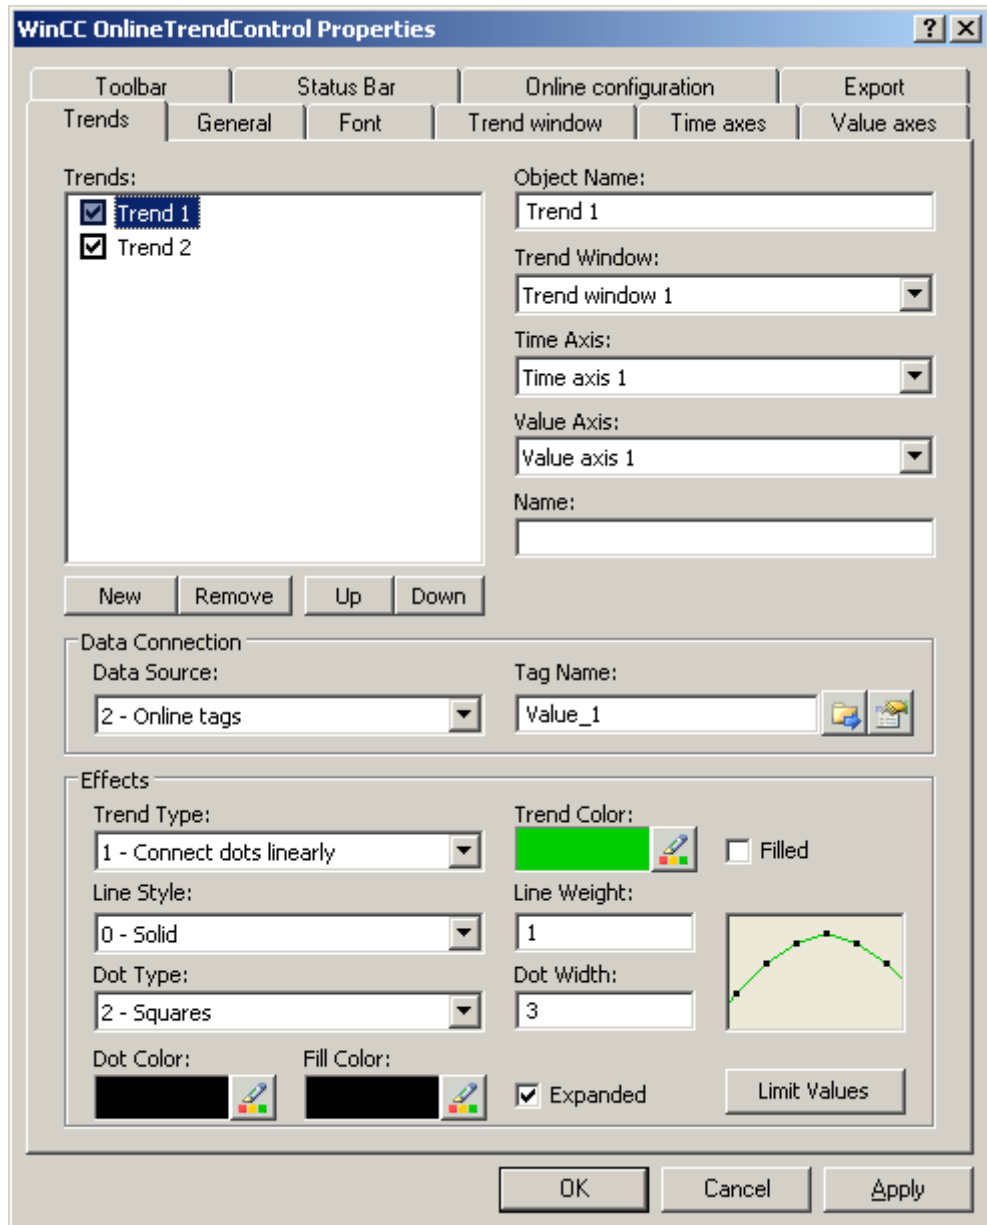 WinCC OnlineTrendControl Properties
?
Toolbar Status Bar Online configuration Export
Trends General Font Trend window Time axes Value axes
Trends:
Trend 1
Trend 2
New Remove Up Down
Object Name:
Trend 1
Trend Window:
Trend window 1
Time Axis:
Time axis 1
Value Axis:
Value axis 1
Name:
Data Connection
Data Source:
2 - Online tags
Tag Name:
Value_1
Effects
Trend Type:
1 - Connect dots linearly
Trend Color:
Filled
Line Style:
0 - Solid
Line Weight:
1
Dot Type:
2 - Squares
Dot Width:
3
Dot Color: Fill Color:
Expanded
Limit Values
OK Cancel Apply